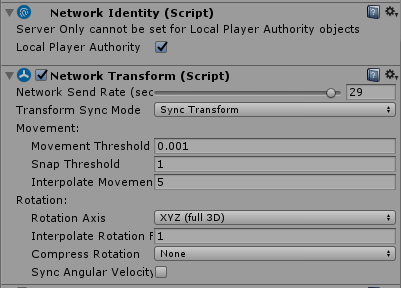 Network Identity (Script)
Server Only cannot be set for Local Player Authority objects
Local Player Authority
Network Transform (Script)
Network Send Rate (sec 29
Transform Sync Mode Sync Transform
Movement:
Movement Threshold 0.001
Snap Threshold 1
Interpolate Movemen 5
Rotation:
Rotation Axis XYZ (full 3D)
Interpolate Rotation F 1
Compress Rotation None
Sync Angular Velocity